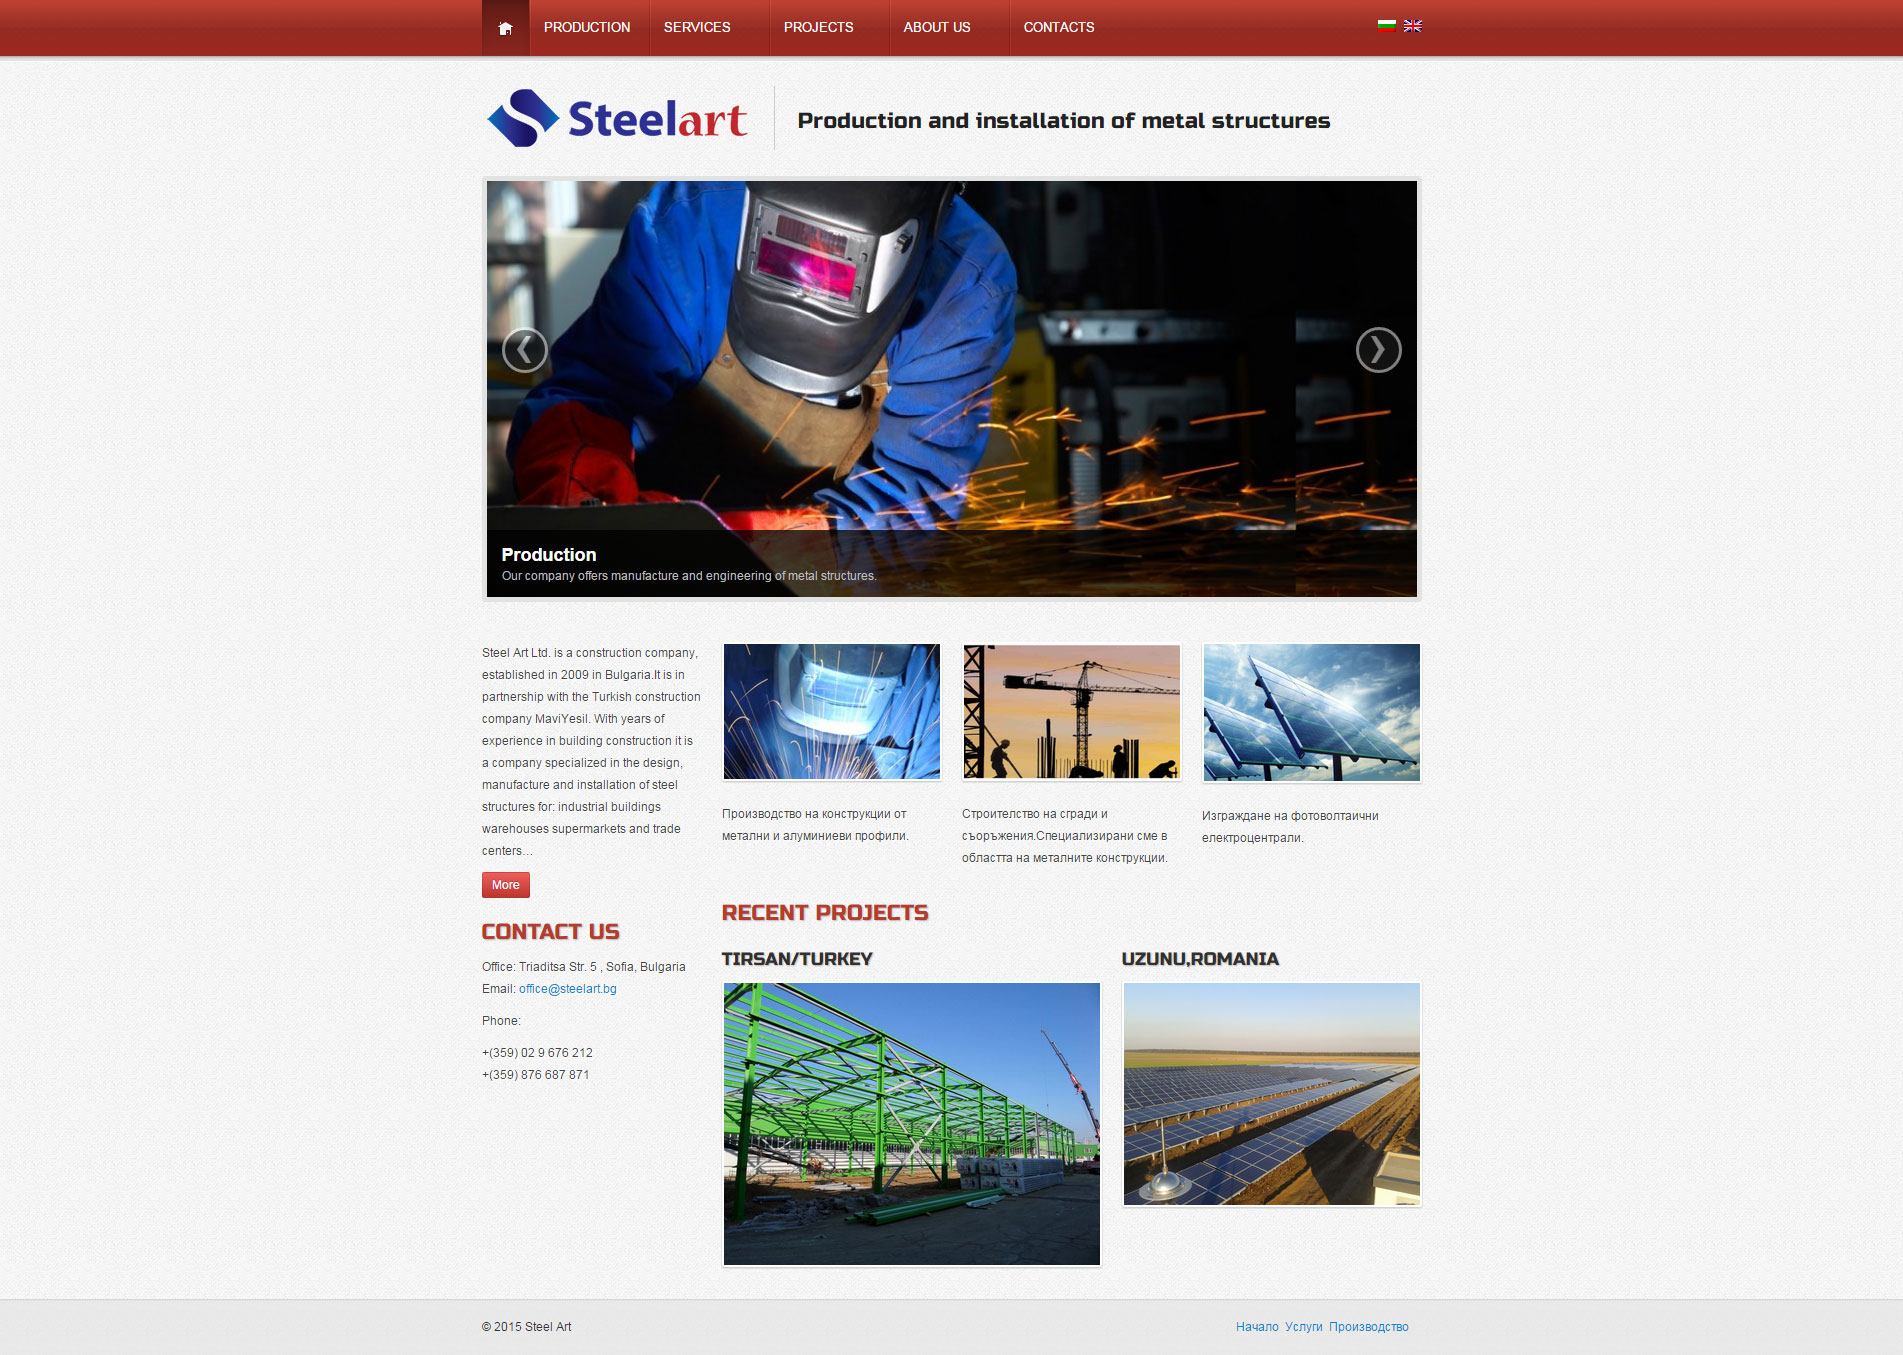 PRODUCTION
SERVICES
PROJECTS
ABOUT US
CONTACTS
Steelart
Production and installation of metal structures
Production
Our company offers manufacture and engineering of metal structures.
Steel Art Ltd. is a construction company,
established in 2009 in Bulgaria.It is in
partnership with the Turkish construction
company MaviYesil. With years of
experience in building construction it is
a company specialized in the design,
manufacture and installation of steel
structures for: industrial buildings
warehouses supermarkets and trade
centers...
More
CONTACT US
Office: Triaditsa Str. 5 , Sofia, Bulgaria
Email: office@steelart.bg
Phone:
+(359) 02 9 676 212
+(359) 876 687 871
Производство на конструкции от
метални и алуминиеви профили.
Строителство на сгради и
съоръжения.Специализирани сме в
областта на металните конструкции.
Изграждане на фотоволтаични
електроцентрали.
RECENT PROJECTS
TIRSAN/TURKEY
UZUNU,ROMANIA
© 2015 Steel Art
Начало Услуги Производство